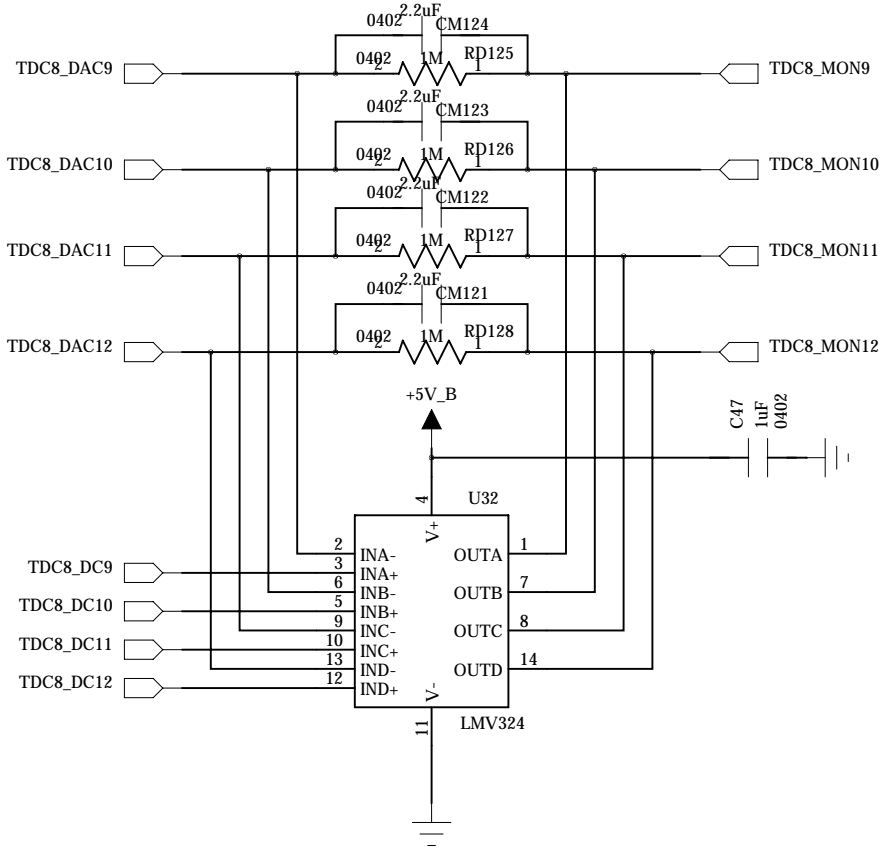 2.2uF
0402 CM124
0402 1M RD125
2 1
TDC8_DAC9 TDC8_MON9
2.2uF
0402 CM123
0402 1M RD126
2 1
TDC8_DAC10 TDC8_MON10
2.2uF
0402 CM122
0402 1M RD127
2 1
TDC8_DAC11 TDC8_MON11
2.2uF
0402 CM121
0402 1M RD128
2 1
TDC8_DAC12 TDC8_MON12
+5V_B
C47
1uF
0402
4 U32
V+
2 INA- OUTA 1
TDC8_DC9 3 INA+
6 INB- OUTB 7
TDC8_DC10 5 INB+
9 INC- OUTC 8
TDC8_DC11 10 INC+
13 IND- OUTD 14
TDC8_DC12 12 IND+
V-
11 LMV324